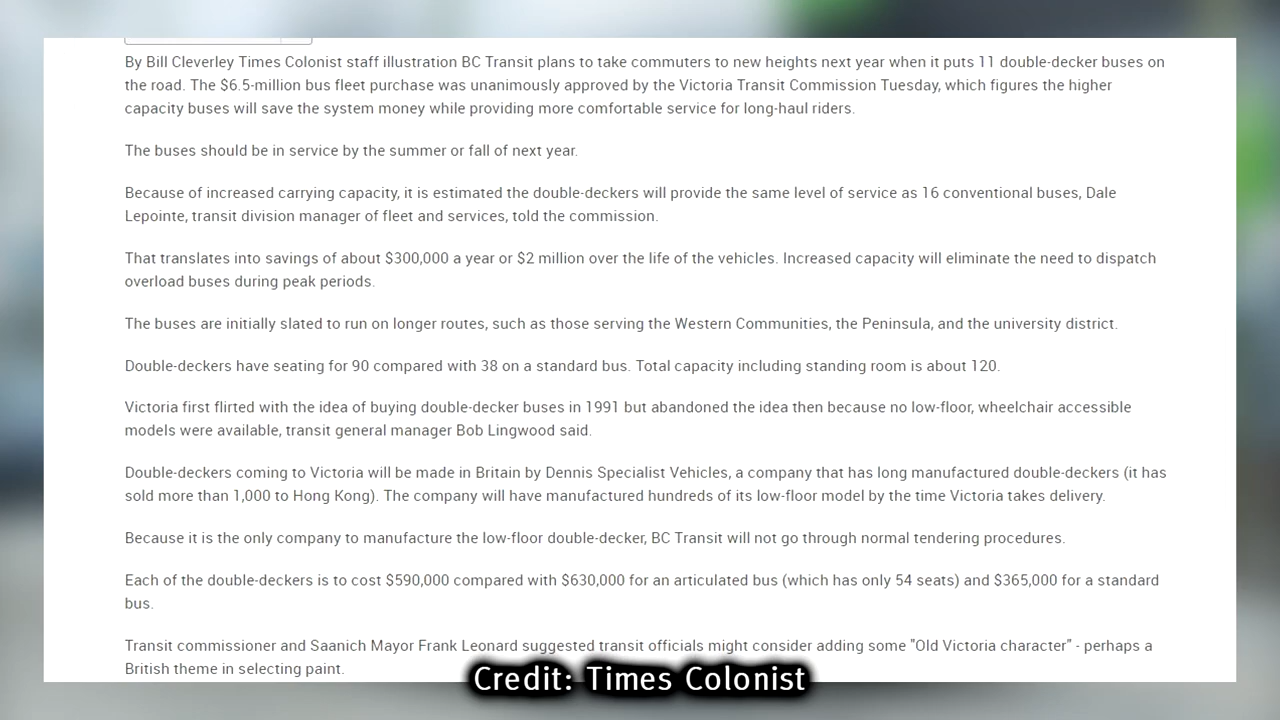 By Bill Cleverley Times Colonist staff illustration BC Transit plans to take commuters to new heights next year when it puts 11 double-decker buses on
the road. The $6.5-million bus fleet purchase was unanimously approved by the Victoria Transit Commission Tuesday, which figures the higher
capacity buses will save the system money while providing more comfortable service for long-haul riders.
The buses should be in service by the summer or fall of next year.
Because of increased carrying capacity, it is estimated the double-deckers will provide the same level of service as 16 conventional buses, Dale
Lepointe, transit division manager of fleet and services, told the commission.
That translates into savings of about $300,000 a year or $2 million over the life of the vehicles. Increased capacity will eliminate the need to dispatch
overload buses during peak periods.
The buses are initially slated to run on longer routes, such as those serving the Western Communities, the Peninsula, and the university district.
Double-deckers have seating for 90 compared with 38 on a standard bus. Total capacity including standing room is about 120.
Victoria first flirted with the idea of buying double-decker buses in 1991 but abandoned the idea then because no low-floor, wheelchair accessible
models were available, transit general manager Bob Lingwood said.
Double-deckers coming to Victoria will be made in Britain by Dennis Specialist Vehicles, a company that has long manufactured double-deckers (it has
sold more than 1,000 to Hong Kong). The company will have manufactured hundreds of its low-floor model by the time Victoria takes delivery.
Because it is the only company to manufacture the low-floor double-decker, BC Transit will not go through normal tendering procedures.
Each of the double-deckers is to cost $590,000 compared with $630,000 for an articulated bus (which has only 54 seats) and $365,000 for a standard
bus.
Transit commissioner and Saanich Mayor Frank Leonard suggested transit officials might consider adding some "Old Victoria character" - perhaps a
British theme in selecting paint.
Credit: Times Colonist